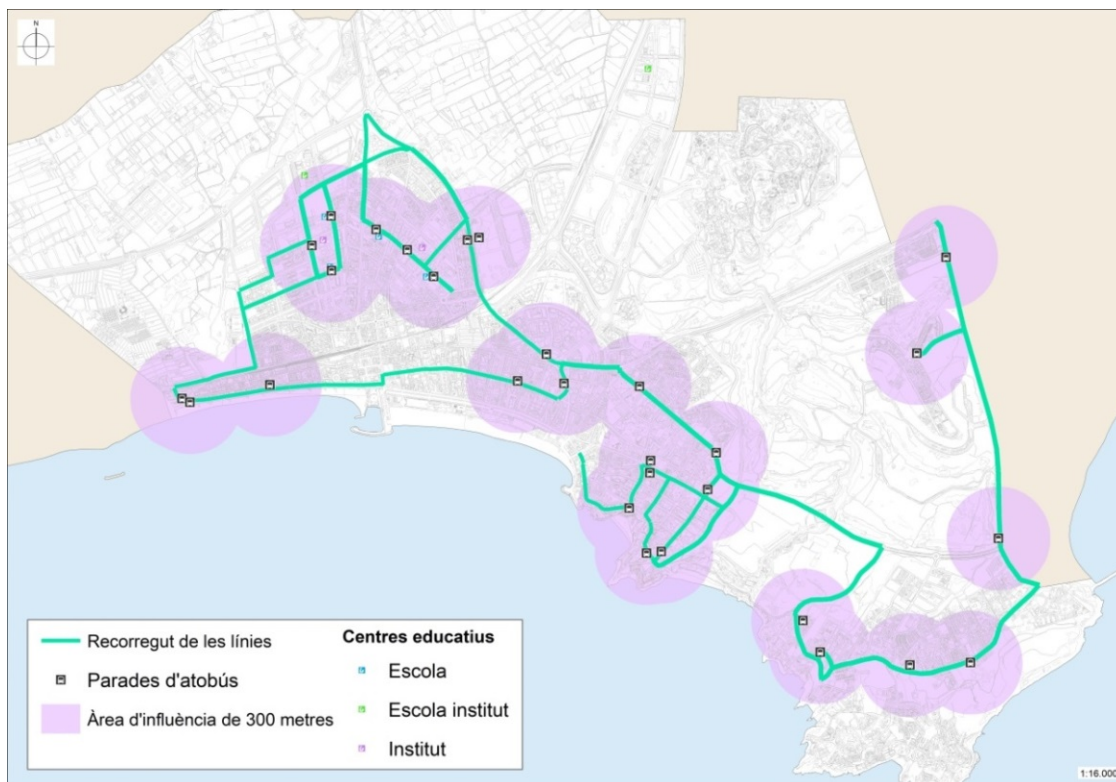 N
Recorregut de les línies
Parades d'atobús
Àrea d'influència de 300 metres
Centres educatius
Escola
Escola institut
Institut
1:16.000